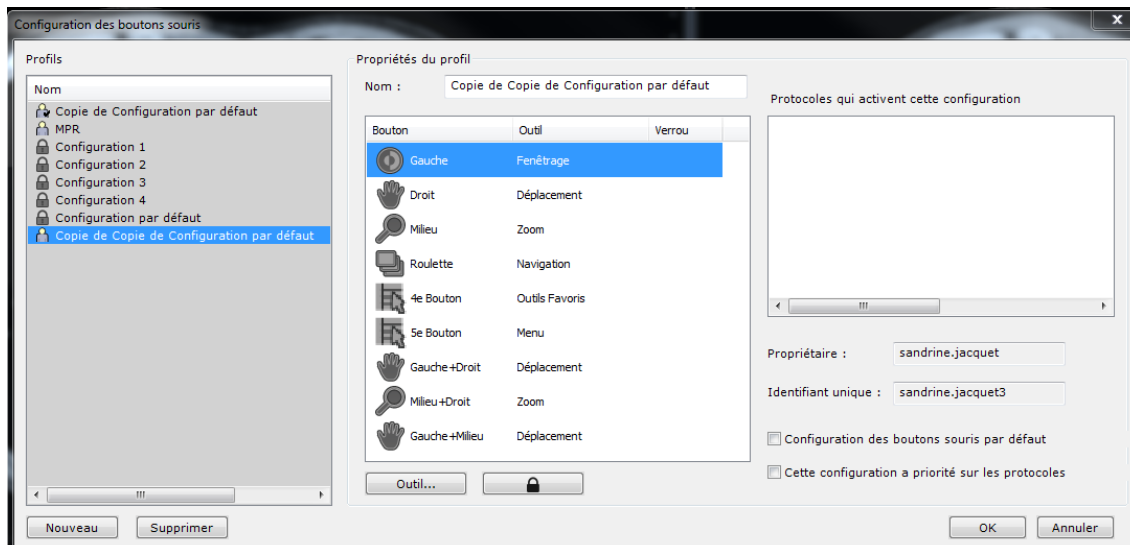 Configuration des boutons souris
x
Profils
Nom
Copie de Configuration par défaut
MPR
Configuration 1
Configuration 2
Configuration 3
Configuration 4
Configuration par défaut
Copie de Copie de Configuration par défaut
Nouveau
Supprimer
Propriétés du profil
Nom : Copie de Copie de Configuration par défaut
Bouton Outil Verrou
Gauche Fenêtrage
Droit Déplacement
Milieu Zoom
Roulette Navigation
4e Bouton Outils Favoris
5e Bouton Menu
Gauche+Droit Déplacement
Milieu+Droit Zoom
Gauche+Milieu Déplacement
Outil...
Protocoles qui activent cette configuration
Propriétaire : sandrine.jacquet
Identifiant unique : sandrine.jacquet3
Configuration des boutons souris par défaut
Cette configuration a priorité sur les protocoles
OK
Annuler